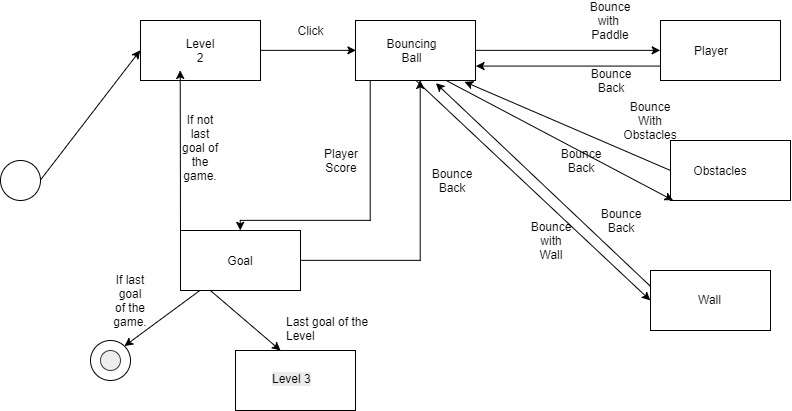 Bounce
with
Paddle
Level
2
Click
Bouncing
Ball
Player
Bounce
Back
If not
last
goal of
the
game.
Bounce
With
Obstacles
Player
Score
Bounce
Back
Bounce
Back
Obstacles
Bounce
Back
Bounce
with
Wall
Goal
If last
goal
of the
game.
Wall
Last goal of the
Level
Level 3